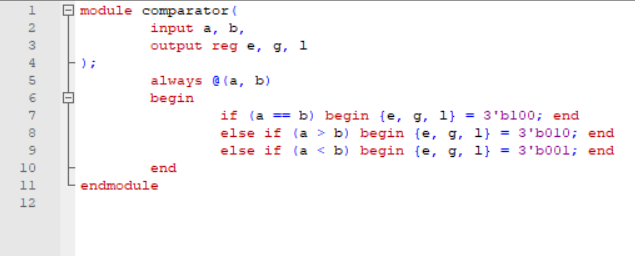 1 module comparator(
2 input a, b,
3 output reg e, g, l
4 );
5 always @(a, b)
6 begin
7 if (a == b) begin {e, g, l} = 3'b100; end
8 else if (a > b) begin {e, g, l} = 3'b010; end
9 else if (a < b) begin {e, g, l} = 3'b001; end
10 end
11 endmodule
12